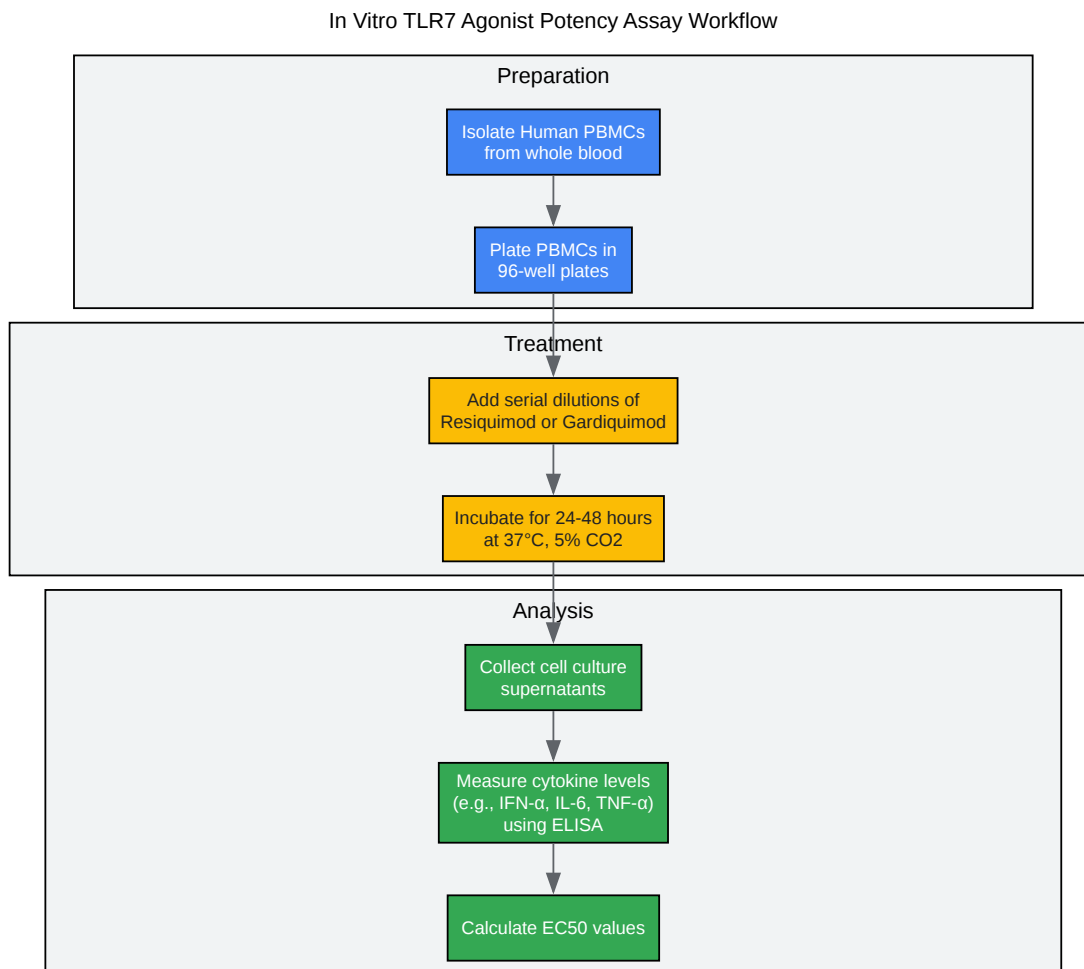 In Vitro TLR7 Agonist Potency Assay Workflow
Preparation
Isolate Human PBMCs
from whole blood
Plate PBMCs in
96-well plates
Treatment
Add serial dilutions of
Resiquimod or Gardiquimod
Incubate for 24-48 hours
at 37°C, 5% CO2
Analysis
Collect cell culture
supernatants
Measure cytokine levels
(e.g., IFN-α, IL-6, TNF-α)
using ELISA
Calculate EC50 values